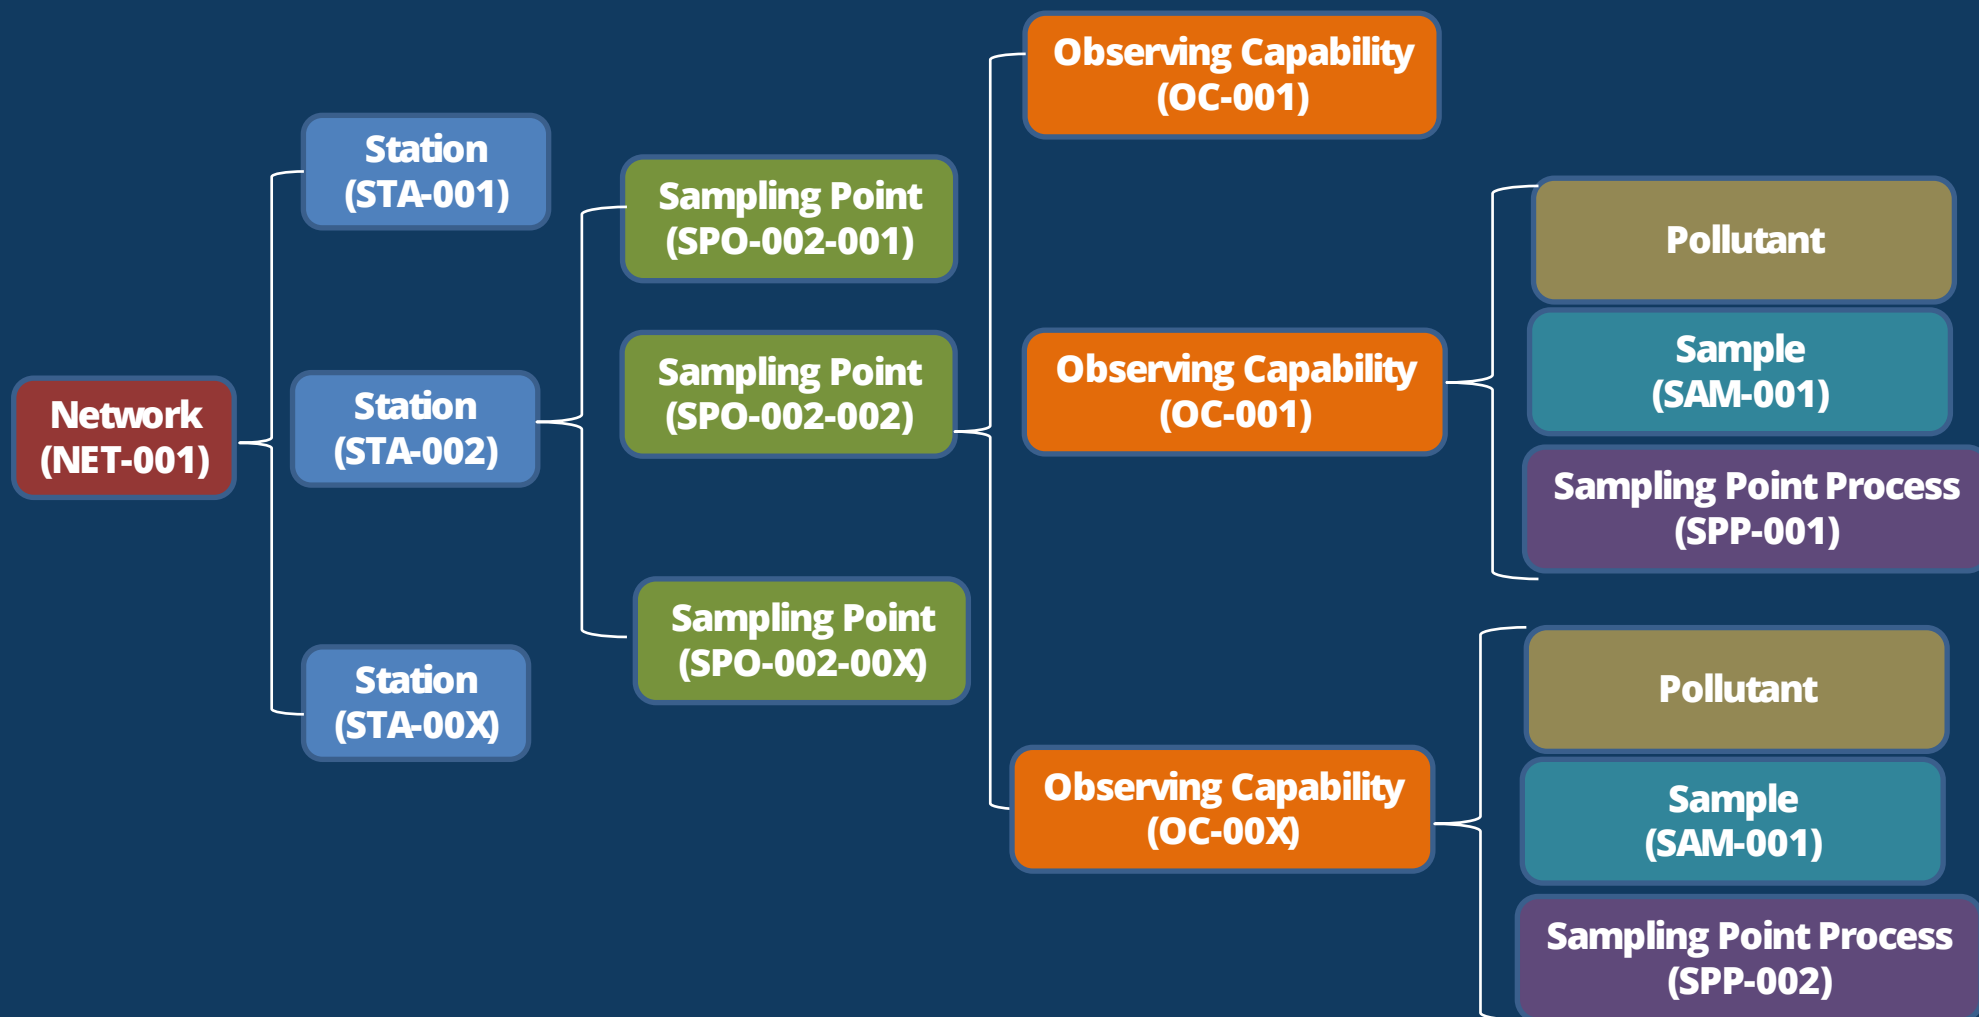 Network
(NET-001)
Station
(STA-001)
Station
(STA-002)
Station
(STA-00X)
Sampling Point
(SPO-002-001)
Sampling Point
(SPO-002-002)
Sampling Point
(SPO-002-00X)
Observing Capability
(OC-001)
Observing Capability
(OC-001)
Observing Capability
(OC-00X)
Pollutant
Sample
(SAM-001)
Sampling Point Process
(SPP-001)
Pollutant
Sample
(SAM-001)
Sampling Point Process
(SPP-002)